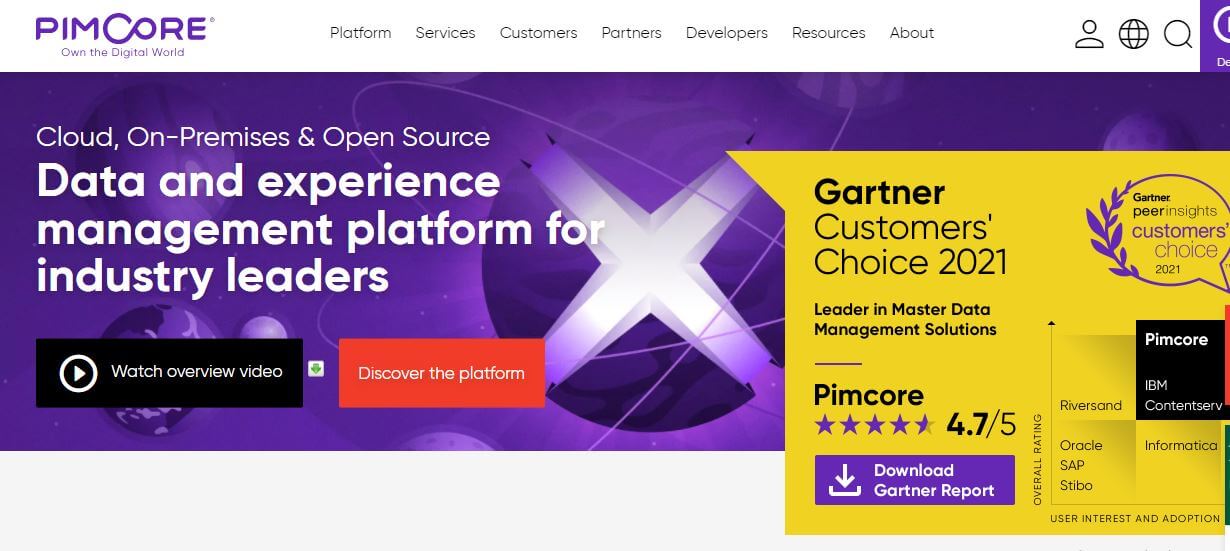 PIMCORE®
Own the Digital World
Platform Services Customers Partners Developers Resources About
Cloud, On-Premises & Open Source
Data and experience
management platform for
industry leaders
Watch overview video
Discover the platform
Gartner
Customers'
Choice 2021
Gartner
peerinsights
customers'
choice
2021
Leader in Master Data
Management Solutions
Pimcore
4.7/5
Download
Gartner Report
OVERALL RATING
Pimcore
IBM
Contentserv
Riversand
Oracle
SAP
Stibo
Informatica
USER INTEREST AND ADOPTION